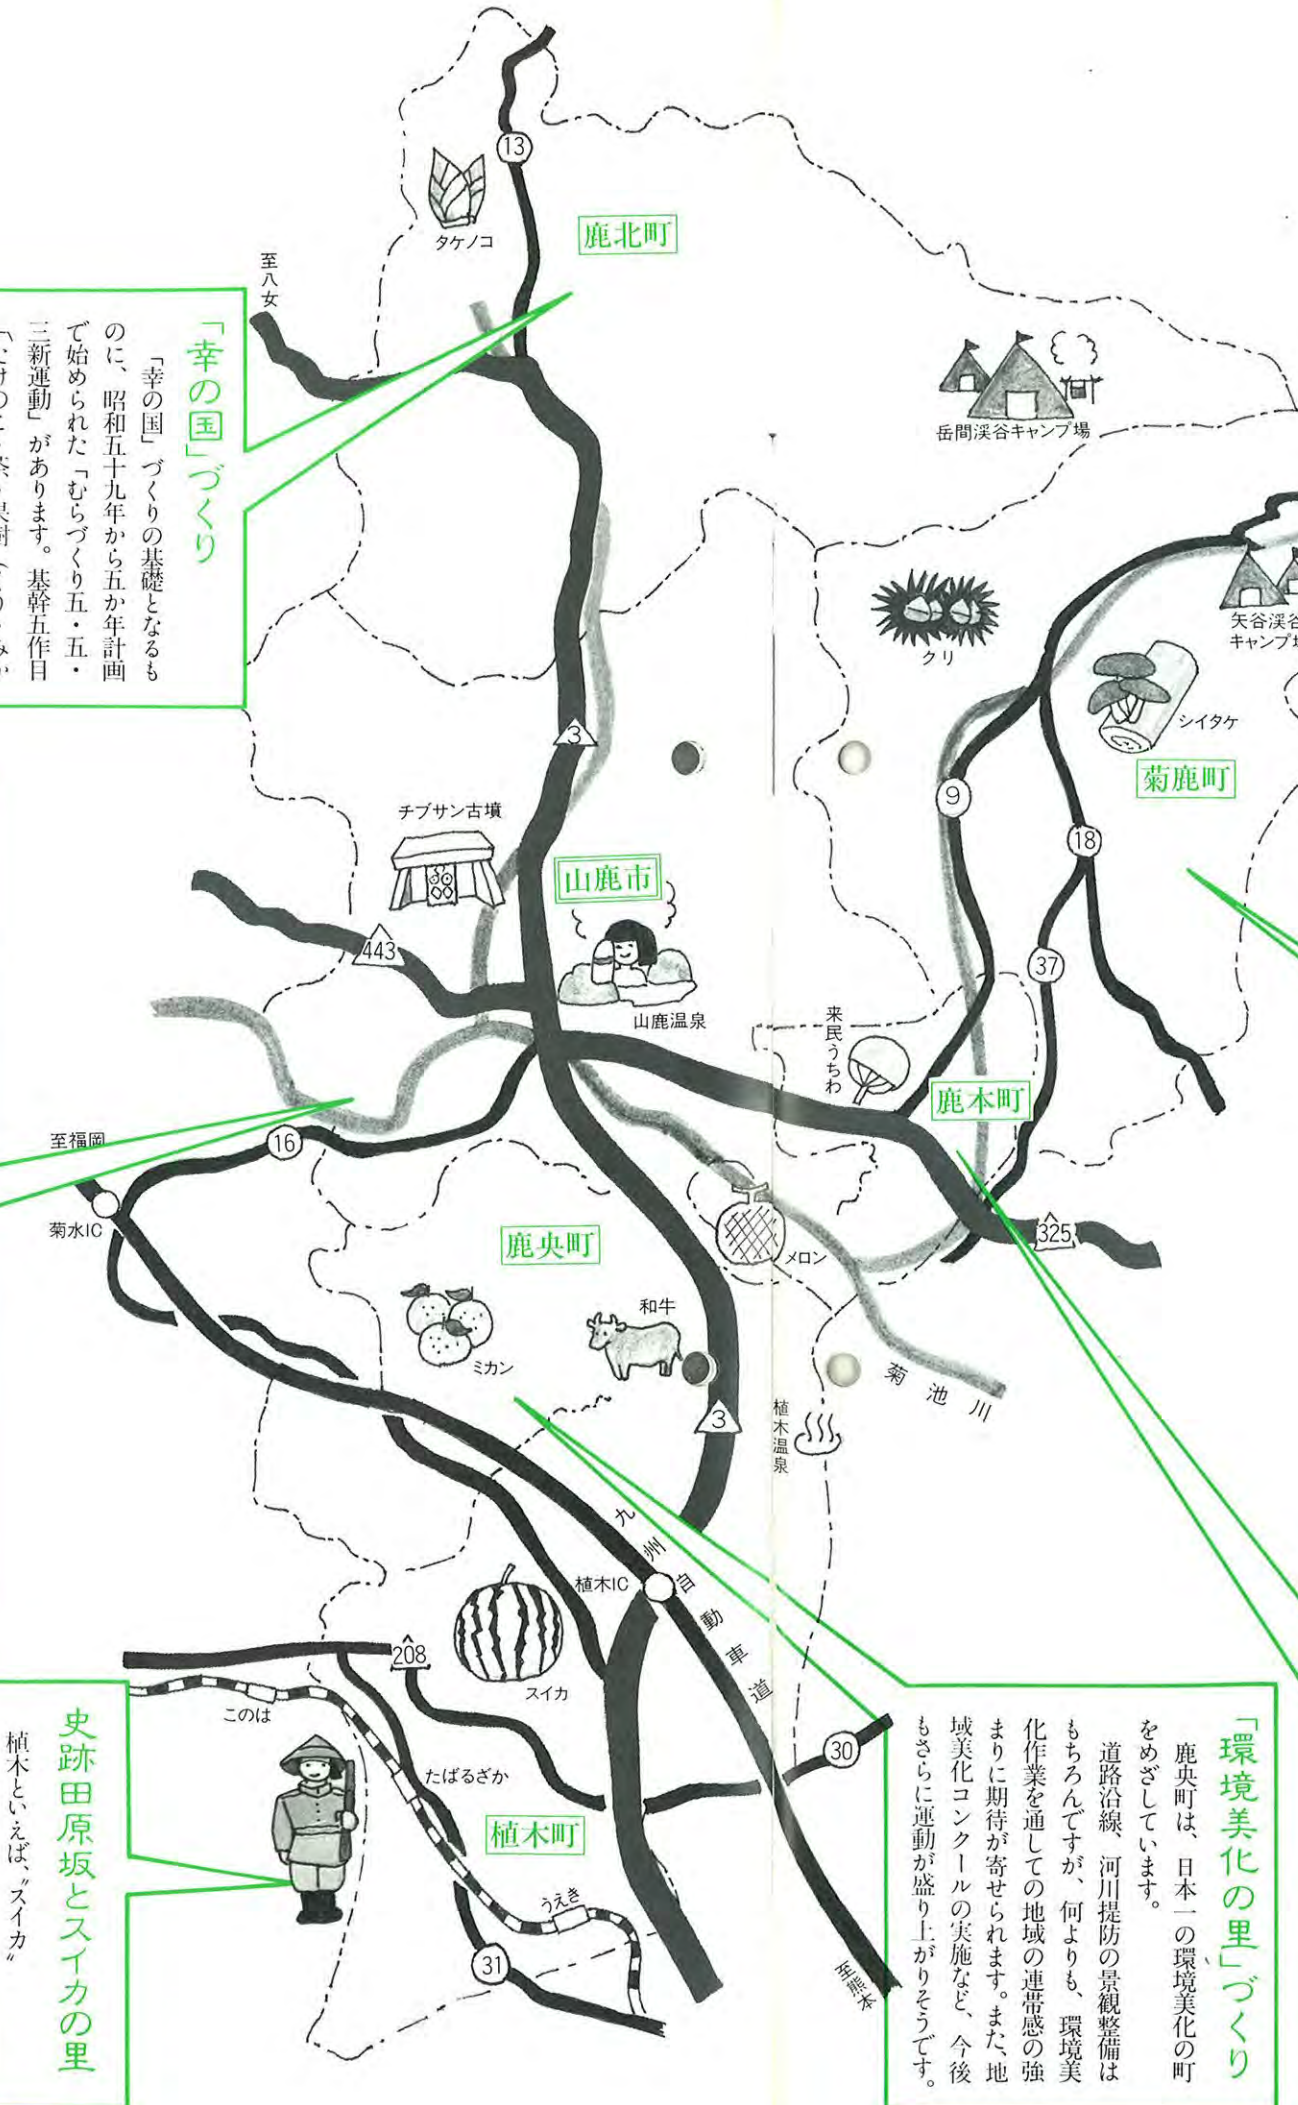 13
タケノコ
鹿北町
至八女
「幸の国」づくり
「幸の国」づくりの基礎となるも
のに、昭和五十九年から五か年計画
で始められた「むらづくり五・五・
三新運動」があります。基幹五作目
岳間渓谷キャンプ場
クリ
矢谷渓谷
キャンプ場
シイタケ
菊鹿町
3
9
18
チブサン古墳
山鹿市
443
37
山鹿温泉
来民うちわ
鹿本町
至福岡
16
菊水IC
325
鹿央町
メロン
和牛
ミカン
菊池川
3
植木温泉
九州自動車道
植木IC
スイカ
208
このは
たばるざか
30
植木町
うえき
31
至熊本
史跡田原坂とスイカの里
植木といえば、〝スイカ〟
「環境美化の里」づくり
鹿央町は、日本一の環境美化の町
をめざしています。
道路沿線、河川提防の景観整備は
もちろんですが、何よりも、環境美
化作業を通しての地域の連帯感の強
まりに期待が寄せられます。また、地
域美化コンクールの実施など、今後
もさらに運動が盛り上がりそうです。